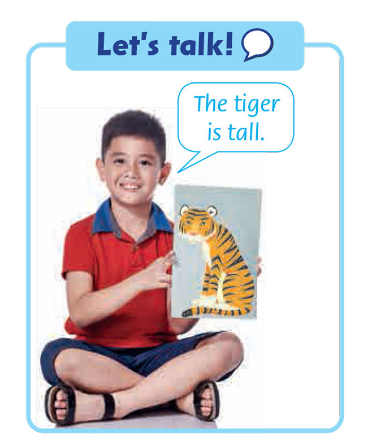 Let's talk!
The tiger
is tall.